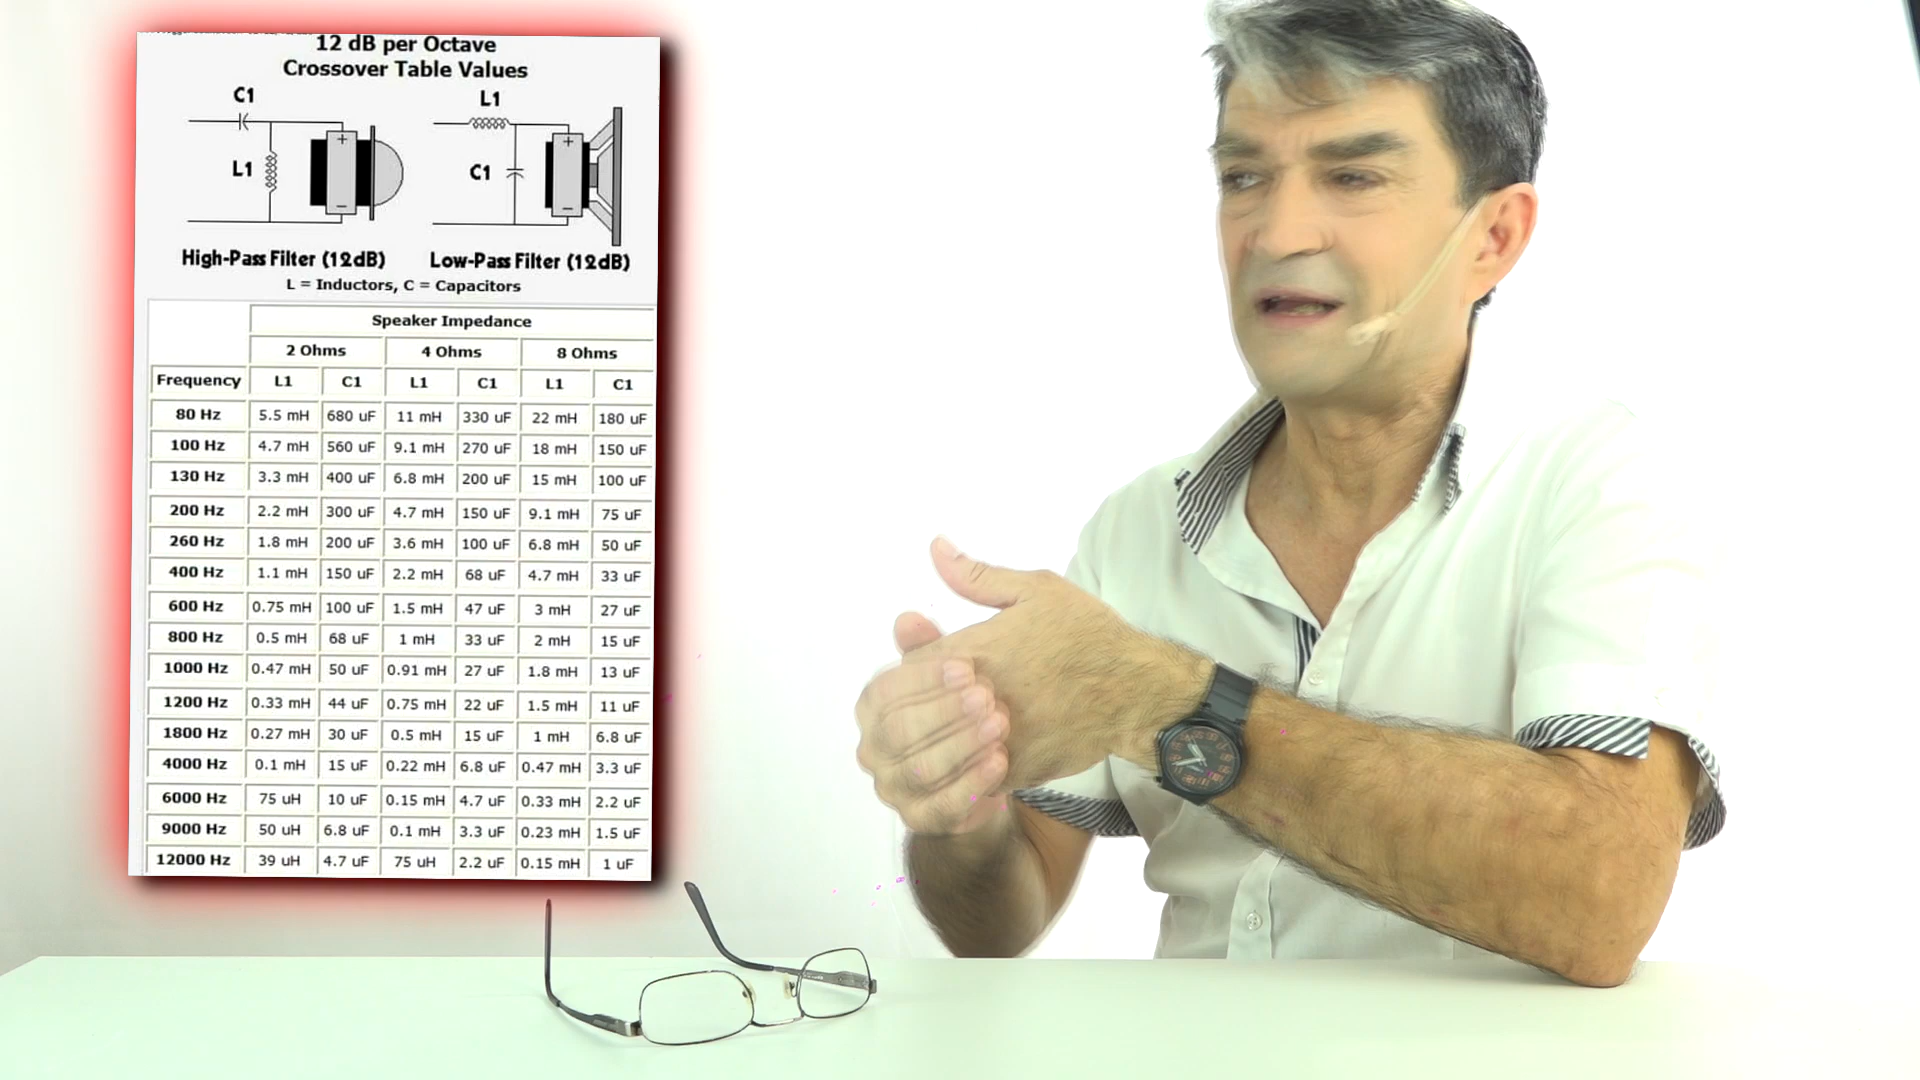 12 dB per Octave
Crossover Table Values
C1
L1
L1
C1
+
+
−
−
High-Pass Filter (12dB)
Low-Pass Filter (12dB)
L = Inductors, C = Capacitors
Speaker Impedance
2 Ohms 4 Ohms 8 Ohms
Frequency L1 C1 L1 C1 L1 C1
80 Hz 5.5 mH 680 uF 11 mH 330 uF 22 mH 180 uF
100 Hz 4.7 mH 560 uF 9.1 mH 270 uF 18 mH 150 uF
130 Hz 3.3 mH 400 uF 6.8 mH 200 uF 15 mH 100 uF
200 Hz 2.2 mH 300 uF 4.7 mH 150 uF 9.1 mH 75 uF
260 Hz 1.8 mH 200 uF 3.6 mH 100 uF 6.8 mH 50 uF
400 Hz 1.1 mH 150 uF 2.2 mH 68 uF 4.7 mH 33 uF
600 Hz 0.75 mH 100 uF 1.5 mH 47 uF 3 mH 27 uF
800 Hz 0.5 mH 68 uF 1 mH 33 uF 2 mH 15 uF
1000 Hz 0.47 mH 50 uF 0.91 mH 27 uF 1.8 mH 13 uF
1200 Hz 0.33 mH 44 uF 0.75 mH 22 uF 1.5 mH 11 uF
1800 Hz 0.27 mH 30 uF 0.5 mH 15 uF 1 mH 6.8 uF
4000 Hz 0.1 mH 15 uF 0.22 mH 6.8 uF 0.47 mH 3.3 uF
6000 Hz 75 uH 10 uF 0.15 mH 4.7 uF 0.33 mH 2.2 uF
9000 Hz 50 uH 6.8 uF 0.1 mH 3.3 uF 0.23 mH 1.5 uF
12000 Hz 39 uH 4.7 uF 75 uH 2.2 uF 0.15 mH 1 uF